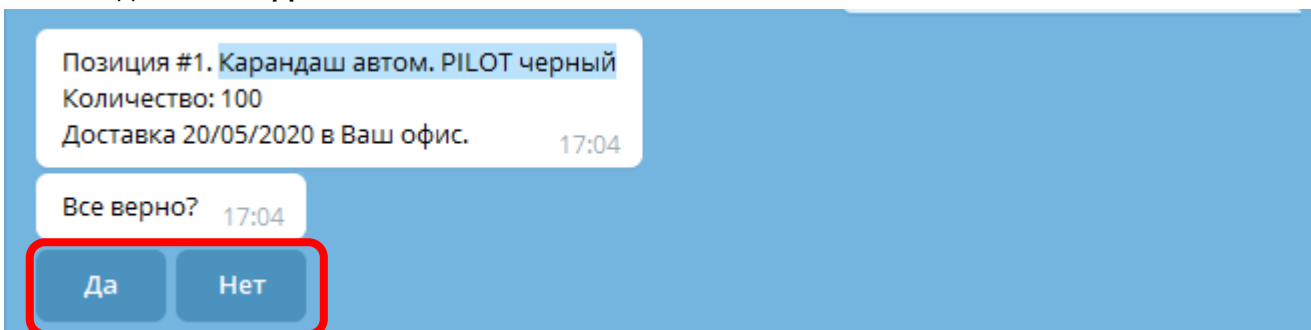 Позиция #1. Карандаш автом. PILOT черный
Количество: 100
Доставка 20/05/2020 в Ваш офис.
17:04
Все верно?
17:04
Да
Нет